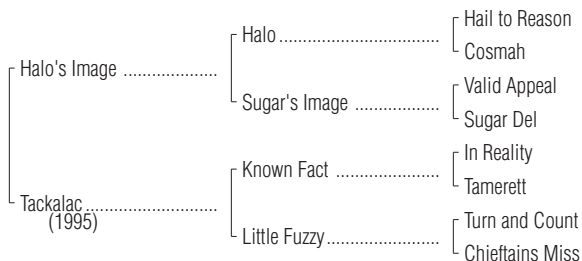 Hail to Reason
Halo ..................................
Cosmah
Halo's Image ....................
Valid Appeal
Sugar's Image ..................
Sugar Del
In Reality
Known Fact ......................
Tamerett
Tackalac............................
(1995)
Turn and Count
Little Fuzzy........................
Chieftains Miss